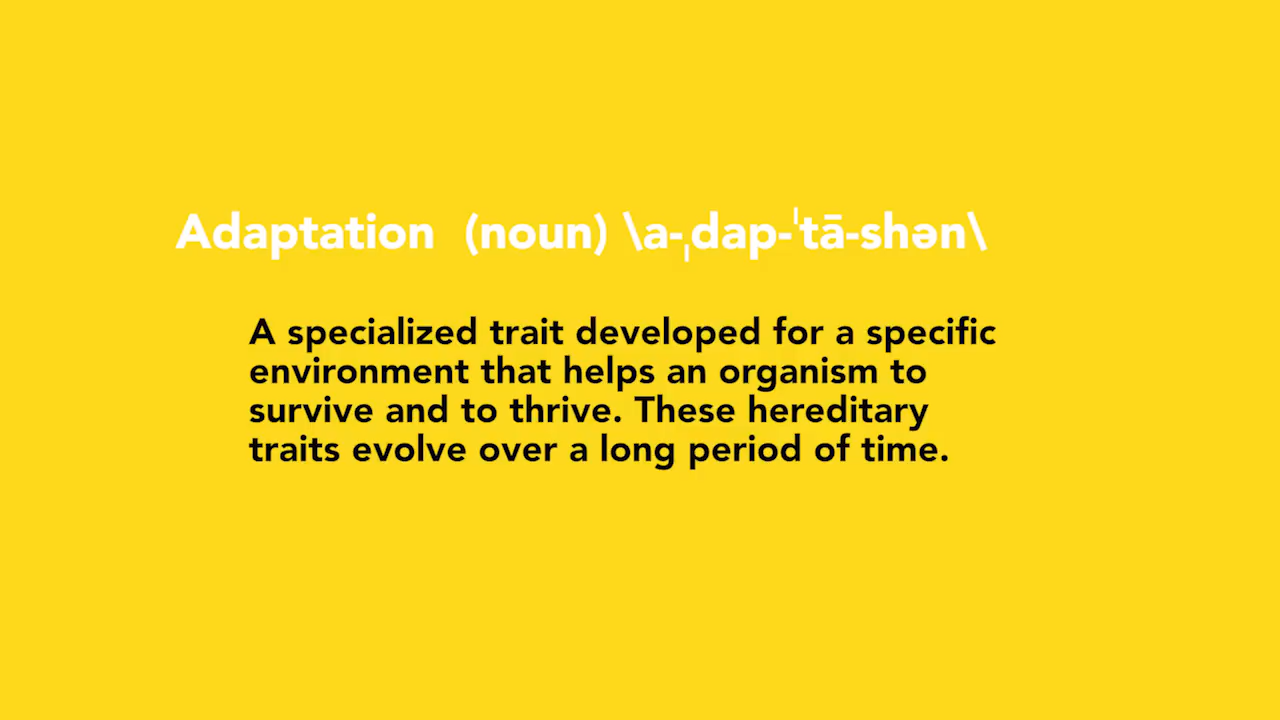 Adaptation (noun) \a-ˌdap-ˈtā-shən\
A specialized trait developed for a specific
environment that helps an organism to
survive and to thrive. These hereditary
traits evolve over a long period of time.